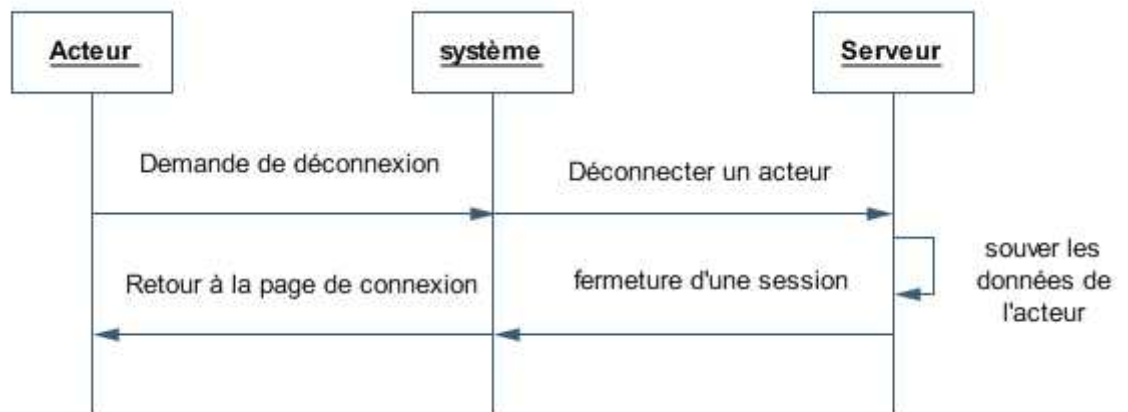 Acteur
système
Serveur
Demande de déconnexion
Déconnecter un acteur
souver les
données de
l'acteur
Retour à la page de connexion
fermeture d'une session